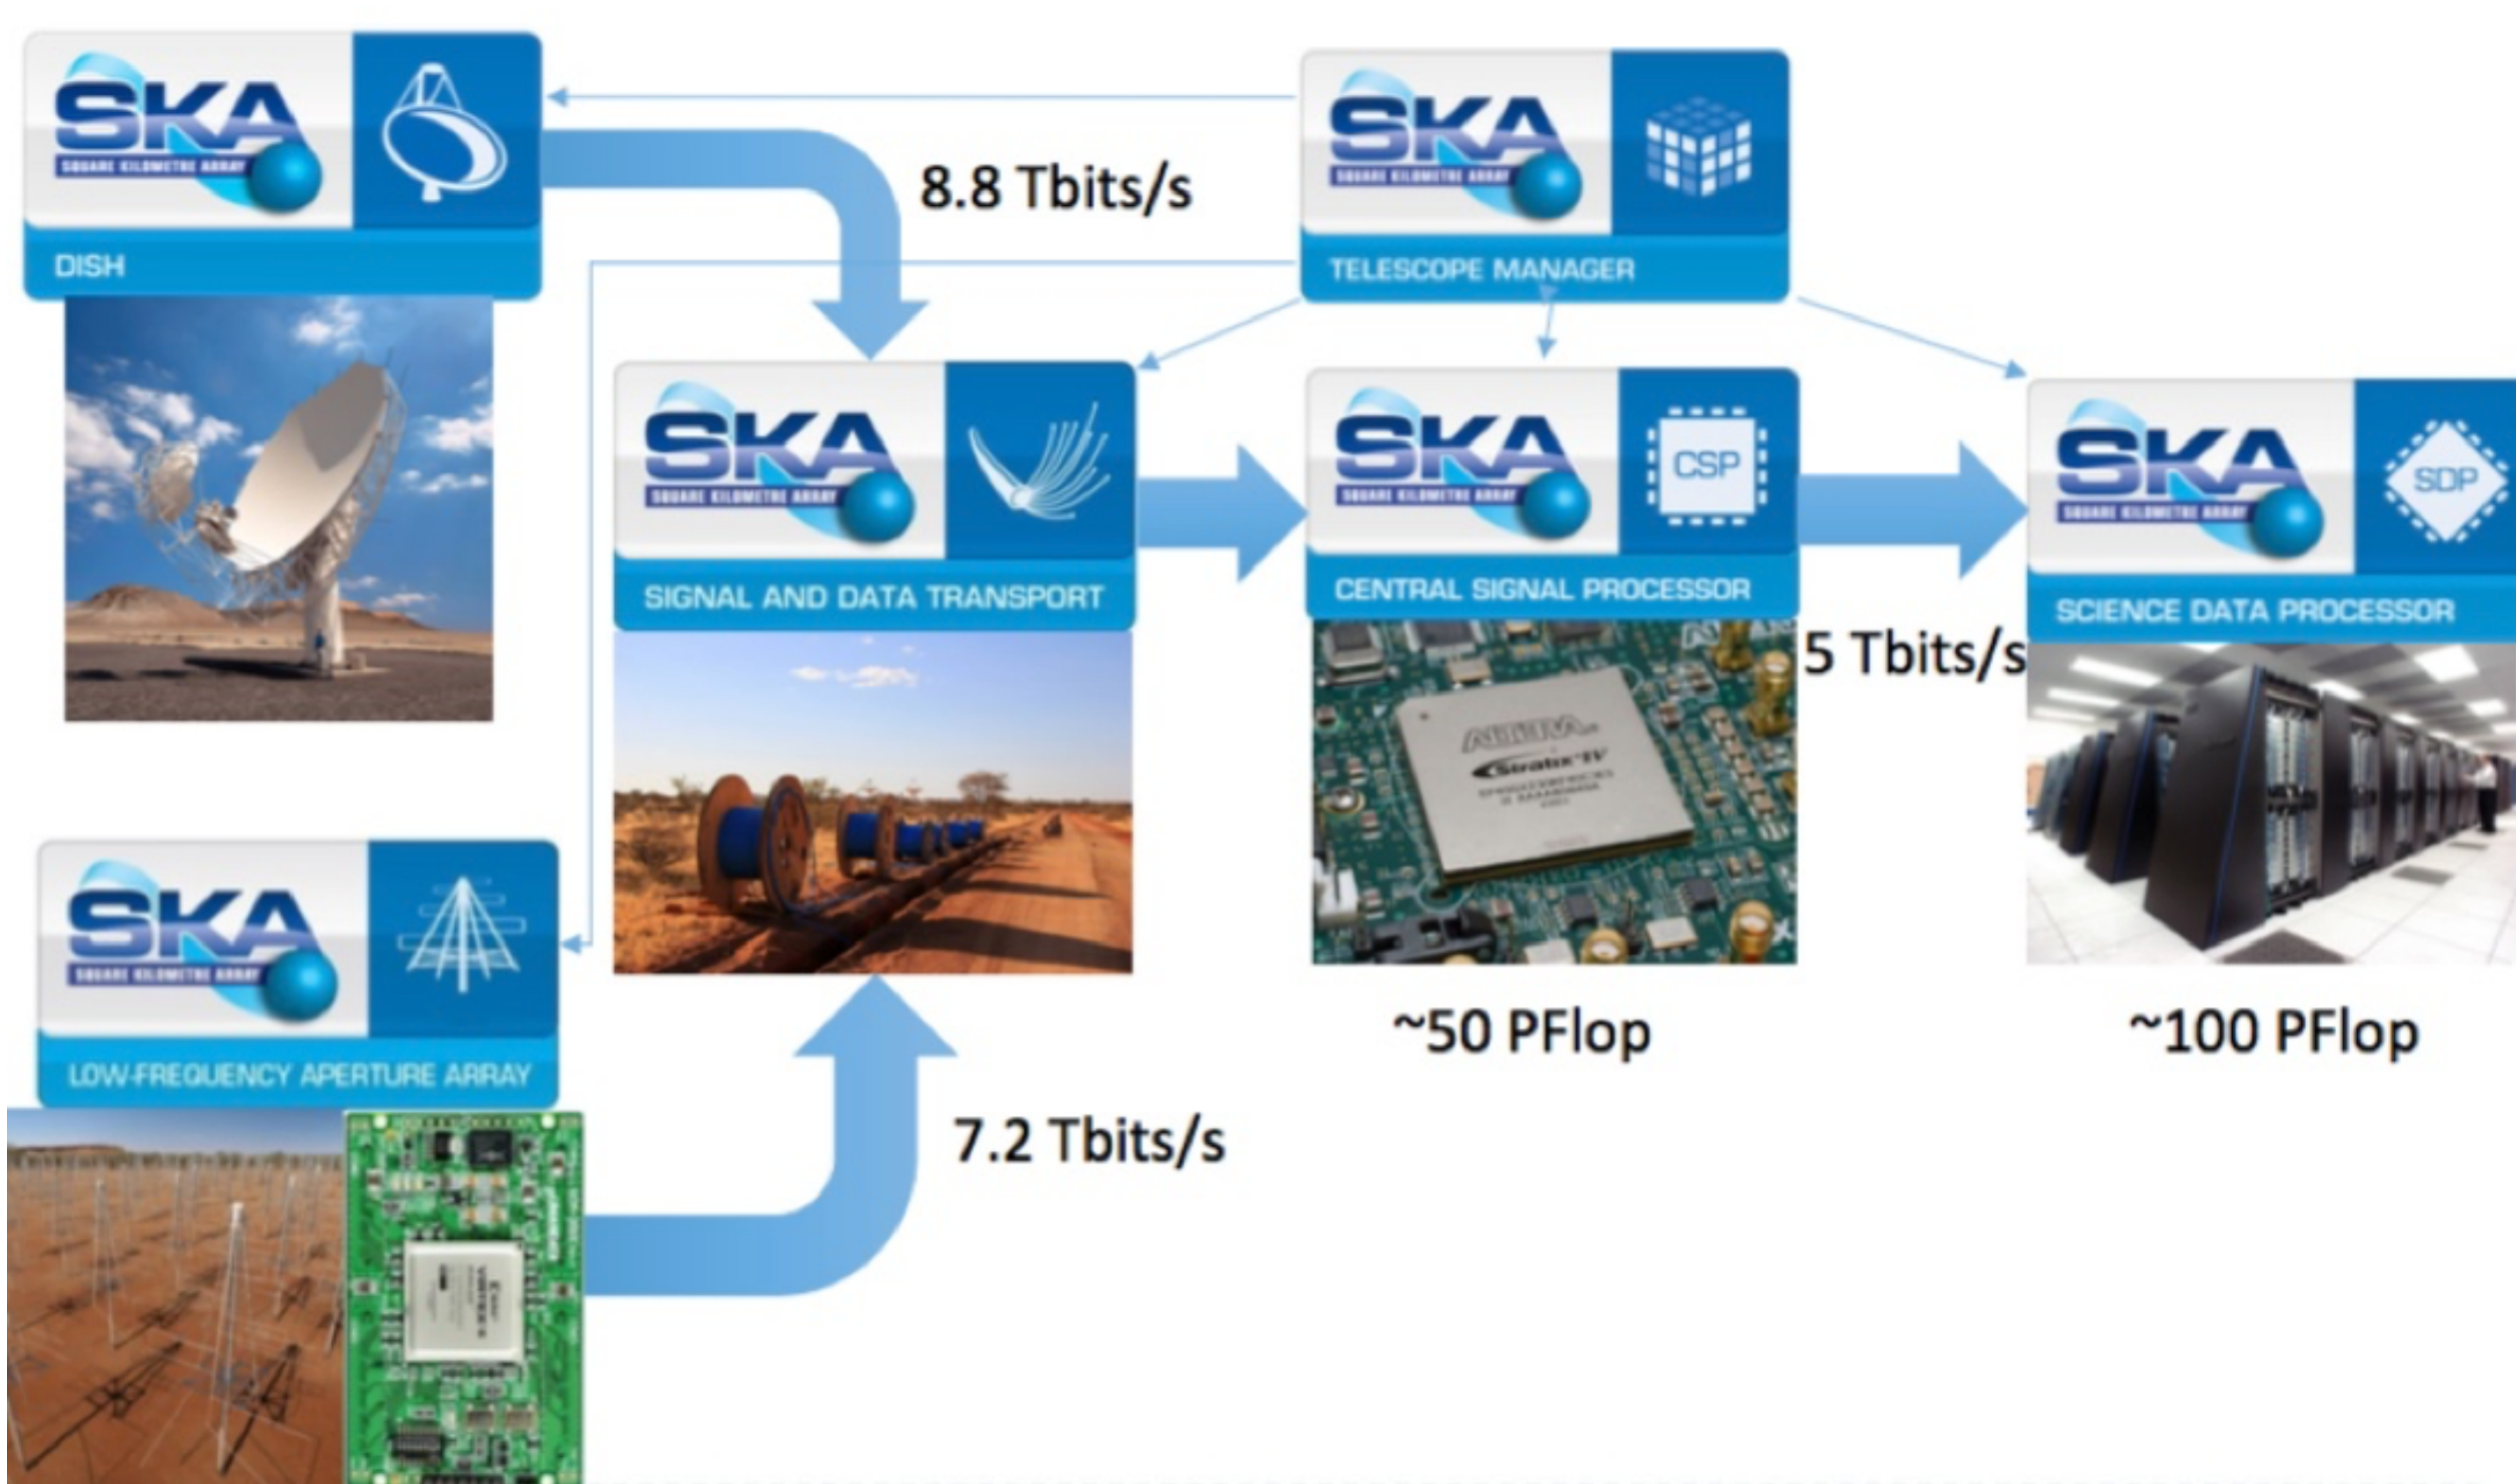 SKA
SQUARE KILOMETRE ARRAY
DISH
8.8 Tbits/s
SKA
SQUARE KILOMETRE ARRAY
TELESCOPE MANAGER
SKA
SQUARE KILOMETRE ARRAY
SIGNAL AND DATA TRANSPORT
SKA
SQUARE KILOMETRE ARRAY
CSP
CENTRAL SIGNAL PROCESSOR
5 Tbits/s
SKA
SQUARE KILOMETRE ARRAY
SDP
SCIENCE DATA PROCESSOR
ALTERA
Stratix IV
~50 PFlop
~100 PFlop
SKA
SQUARE KILOMETRE ARRAY
LOW-FREQUENCY APERTURE ARRAY
7.2 Tbits/s